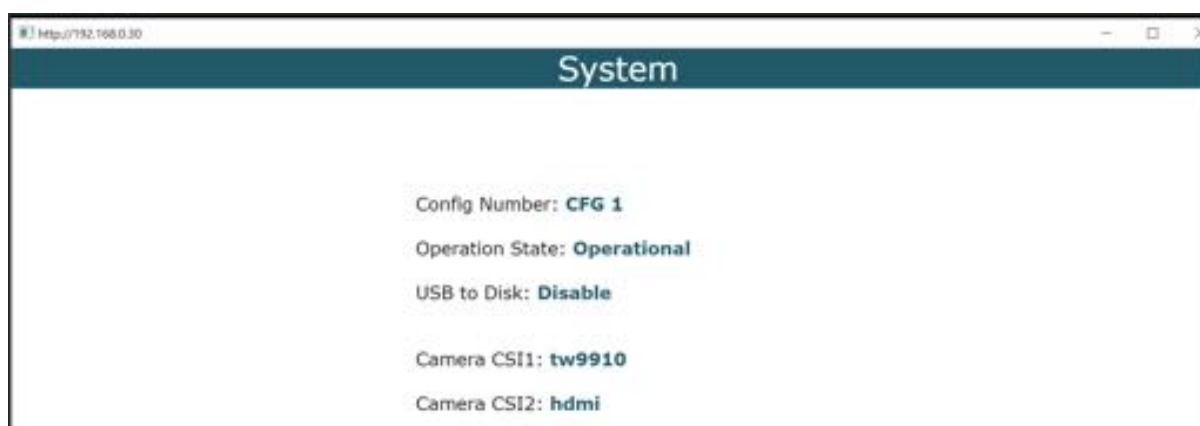 http://192.168.0.30
System
Config Number: CFG 1
Operation State: Operational
USB to Disk: Disable
Camera CSI1: tw9910
Camera CSI2: hdmi